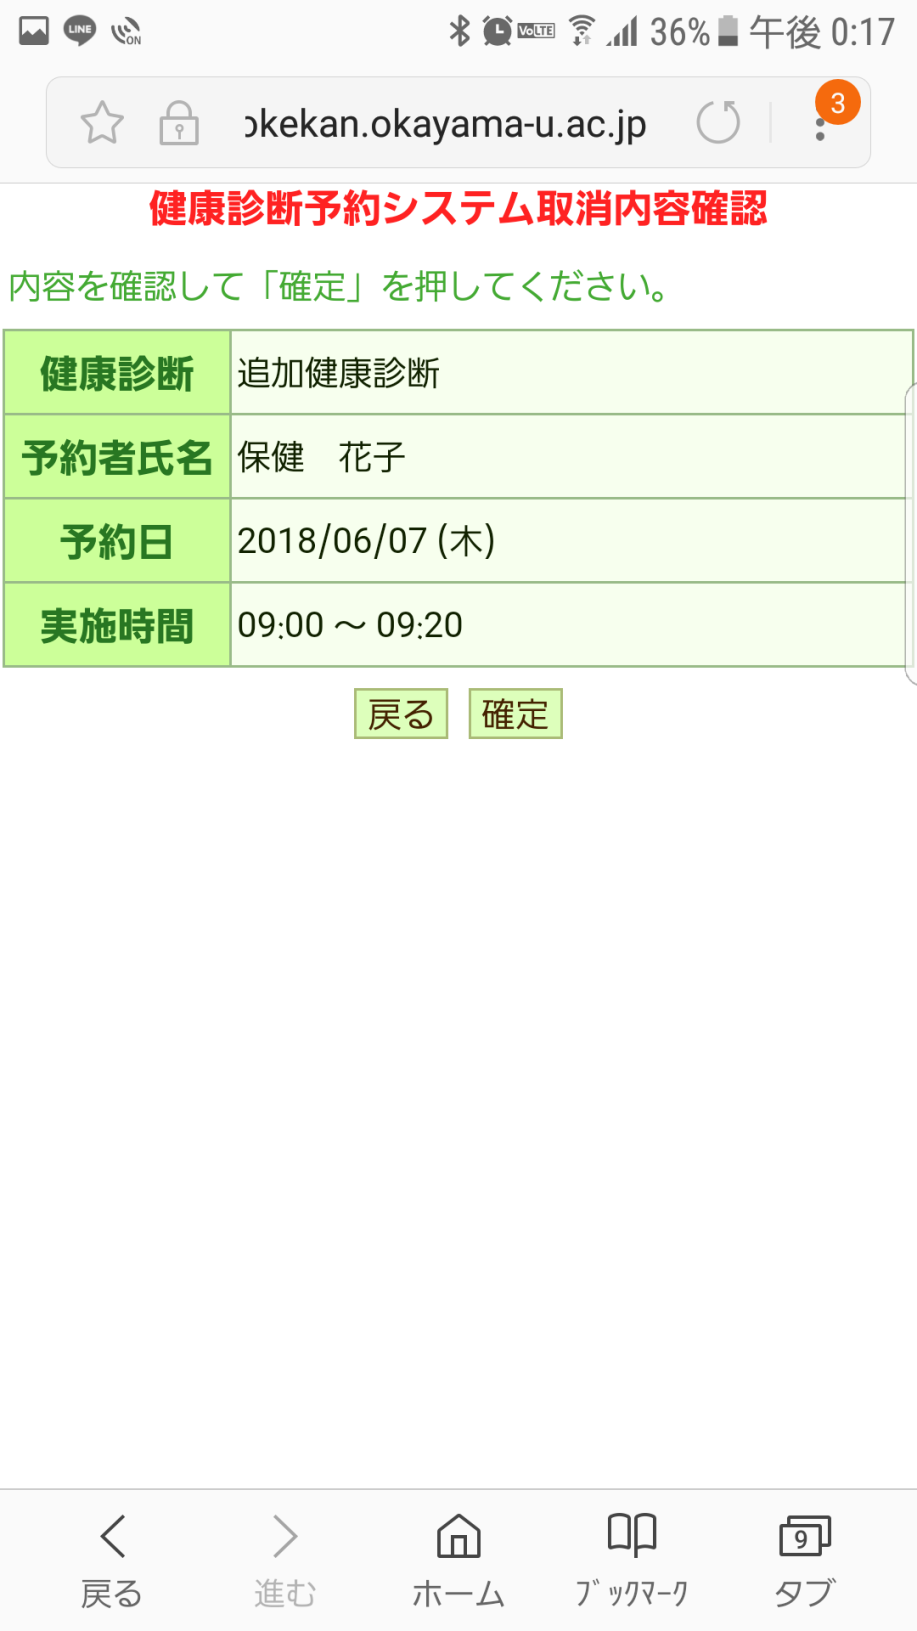 LINE
ON
VoLTE
36%
午後 0:17
okekan.okayama-u.ac.jp
3
健康診断予約システム取消内容確認
内容を確認して「確定」を押してください。
健康診断 追加健康診断
予約者氏名 保健　花子
予約日 2018/06/07 (木)
実施時間 09:00 ～ 09:20
戻る 確定
9
戻る 進む ホーム ﾌﾞｯｸﾏｰｸ タブ